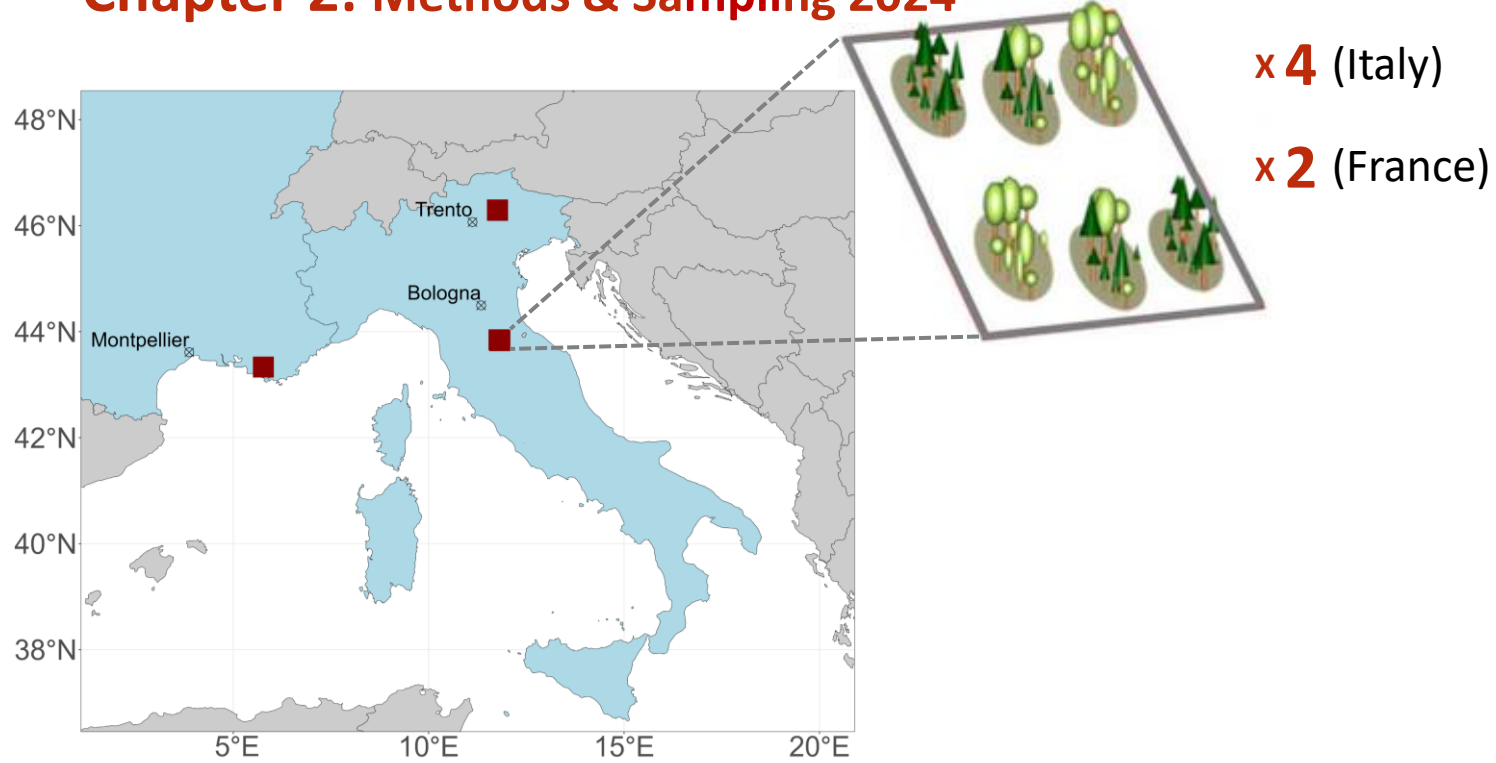 Chapter 2: Methods & Sampling 2024
x 4 (Italy)
x 2 (France)
48°N
46°N
44°N
42°N
40°N
38°N
Trento
Bologna
Montpellier
5°E
10°E
15°E
20°E